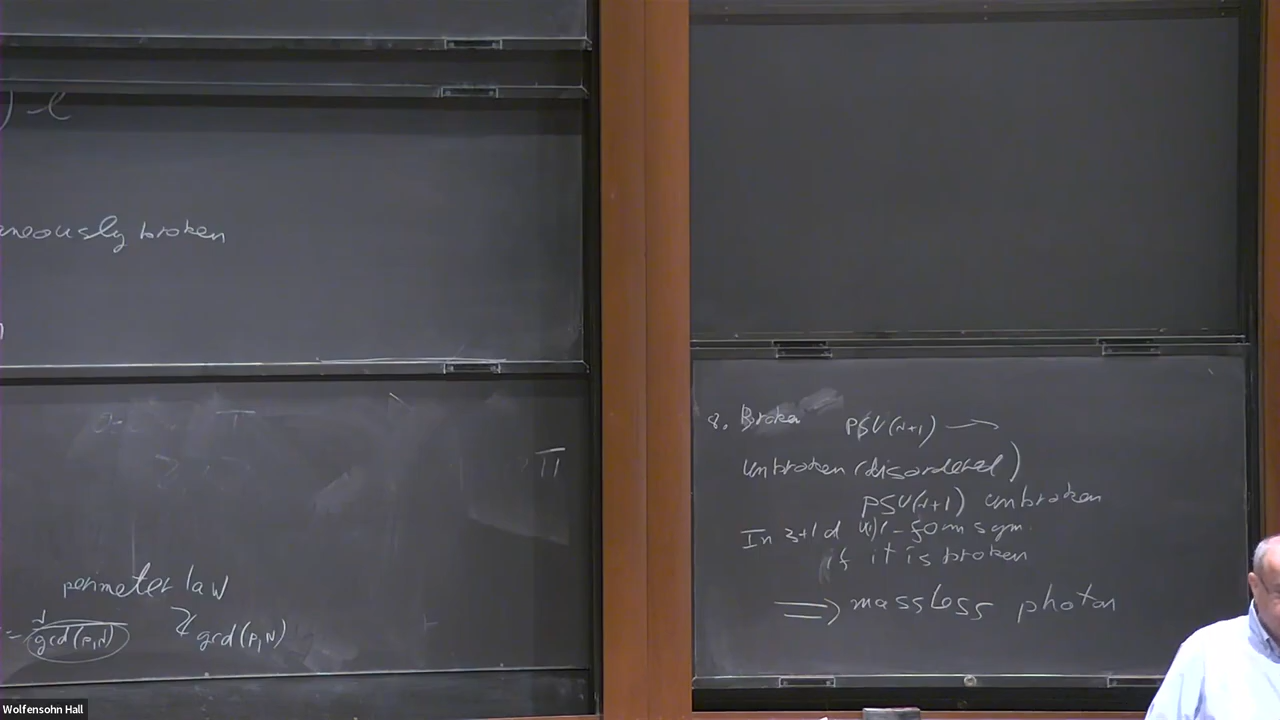 l
aneously broken
perimeter law
= gcd(p,N) ℤ gcd(p,N)
π
8. Broken PSU(N+1) →
unbroken (disordered)
PSU(N+1) unbroken
In 3+1d U(1)-form sym.
if it is broken
⟹ massless photon
Wolfensohn Hall